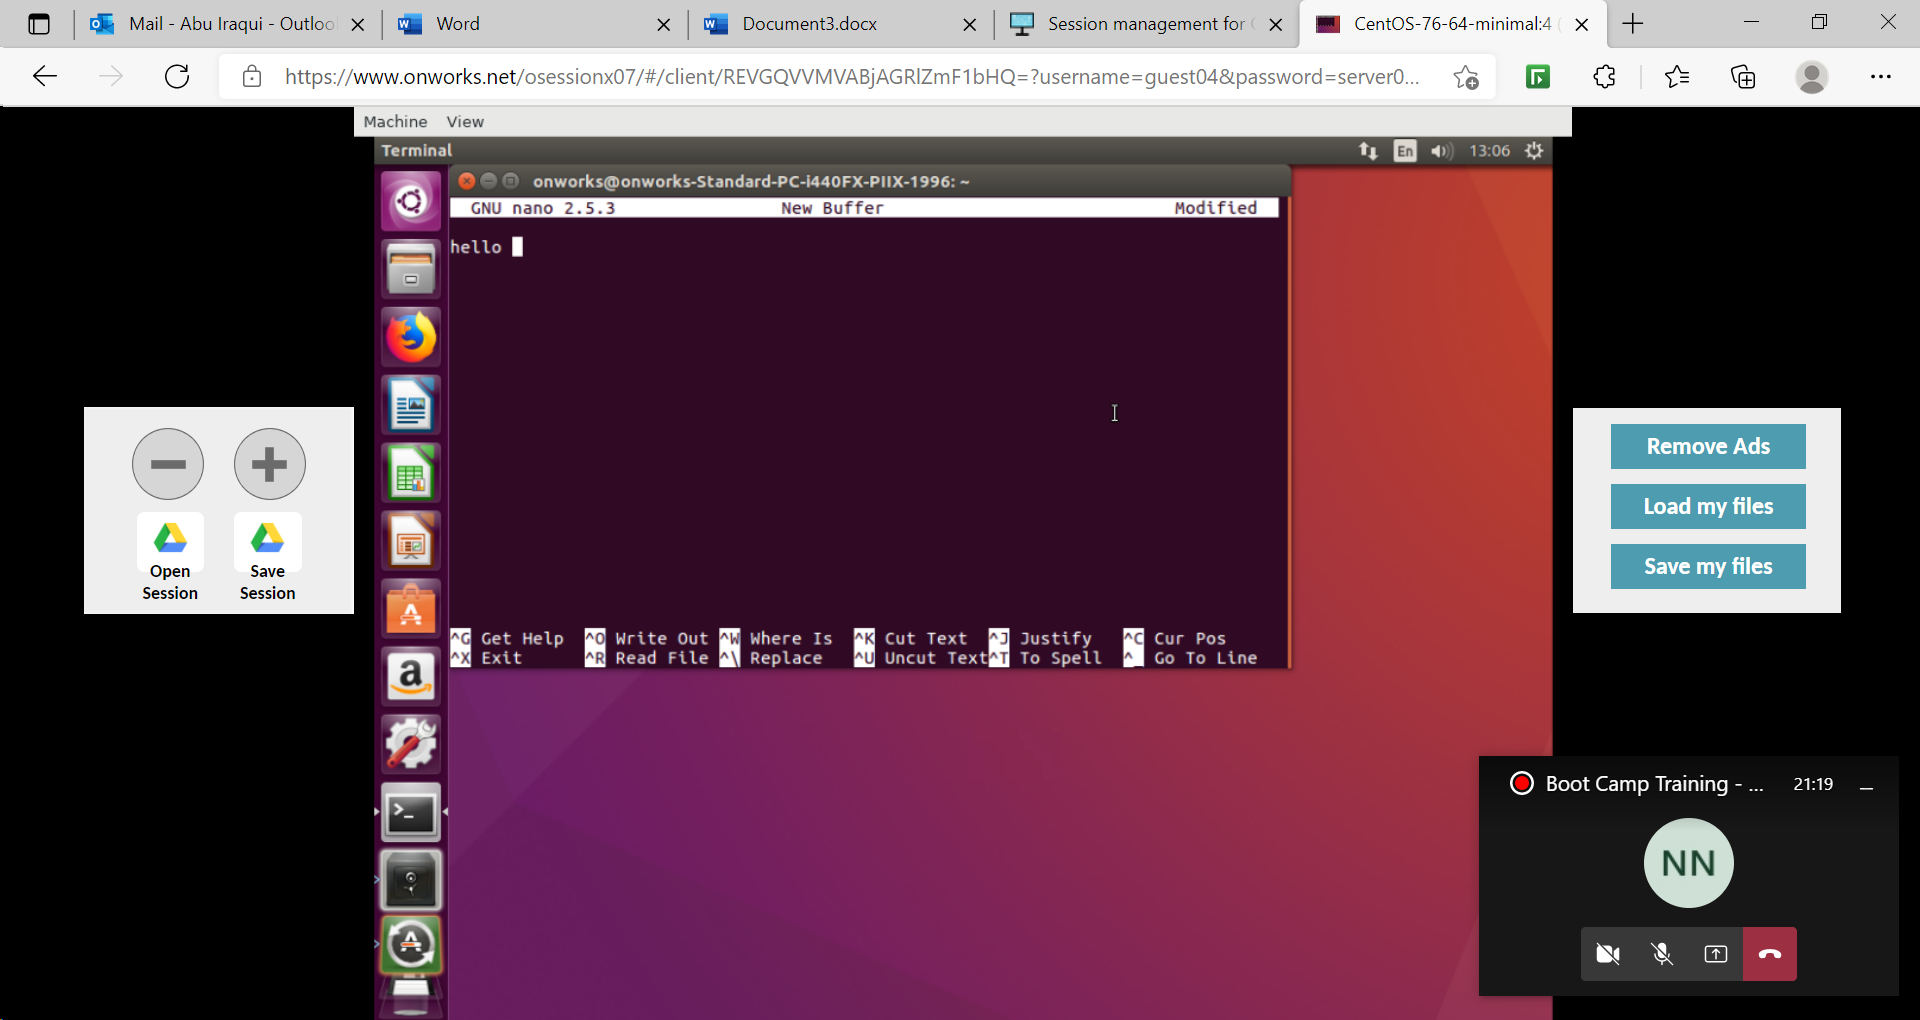 Mail - Abu Iraqui - Outloo
Word
Document3.docx
Session management for
CentOS-76-64-minimal:4 (
https://www.onworks.net/osessionx07/#/client/REVGQVVMVABjAGRlZmF1bHQ=?username=guest04&password=server0...
Machine View
Terminal
En
13:06
onworks@onworks-Standard-PC-i440FX-PIIX-1996: ~
GNU nano 2.5.3 New Buffer Modified
hello
^G Get Help ^O Write Out ^W Where Is ^K Cut Text ^J Justify ^C Cur Pos
^X Exit ^R Read File ^\ Replace ^U Uncut Text^T To Spell ^_ Go To Line
Open
Session
Save
Session
Remove Ads
Load my files
Save my files
Boot Camp Training - ...
21:19
NN